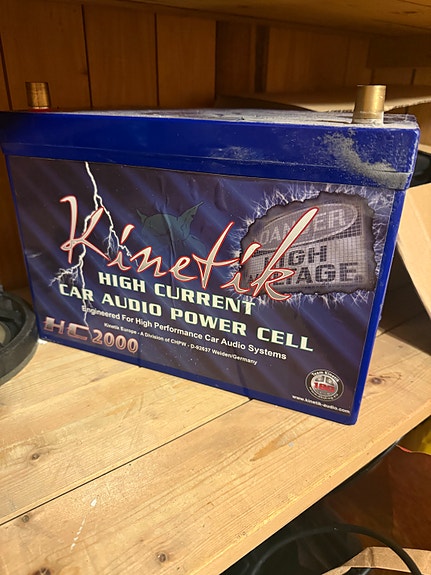 Kinetik
DANGER
HIGH
VOLTAGE
HIGH CURRENT
CAR AUDIO POWER CELL
Engineered For High Performance Car Audio Systems
Kinetik Europe - A Division of CHPW - D-92637 Weiden/Germany
HC2000
www.kinetik-audio.com